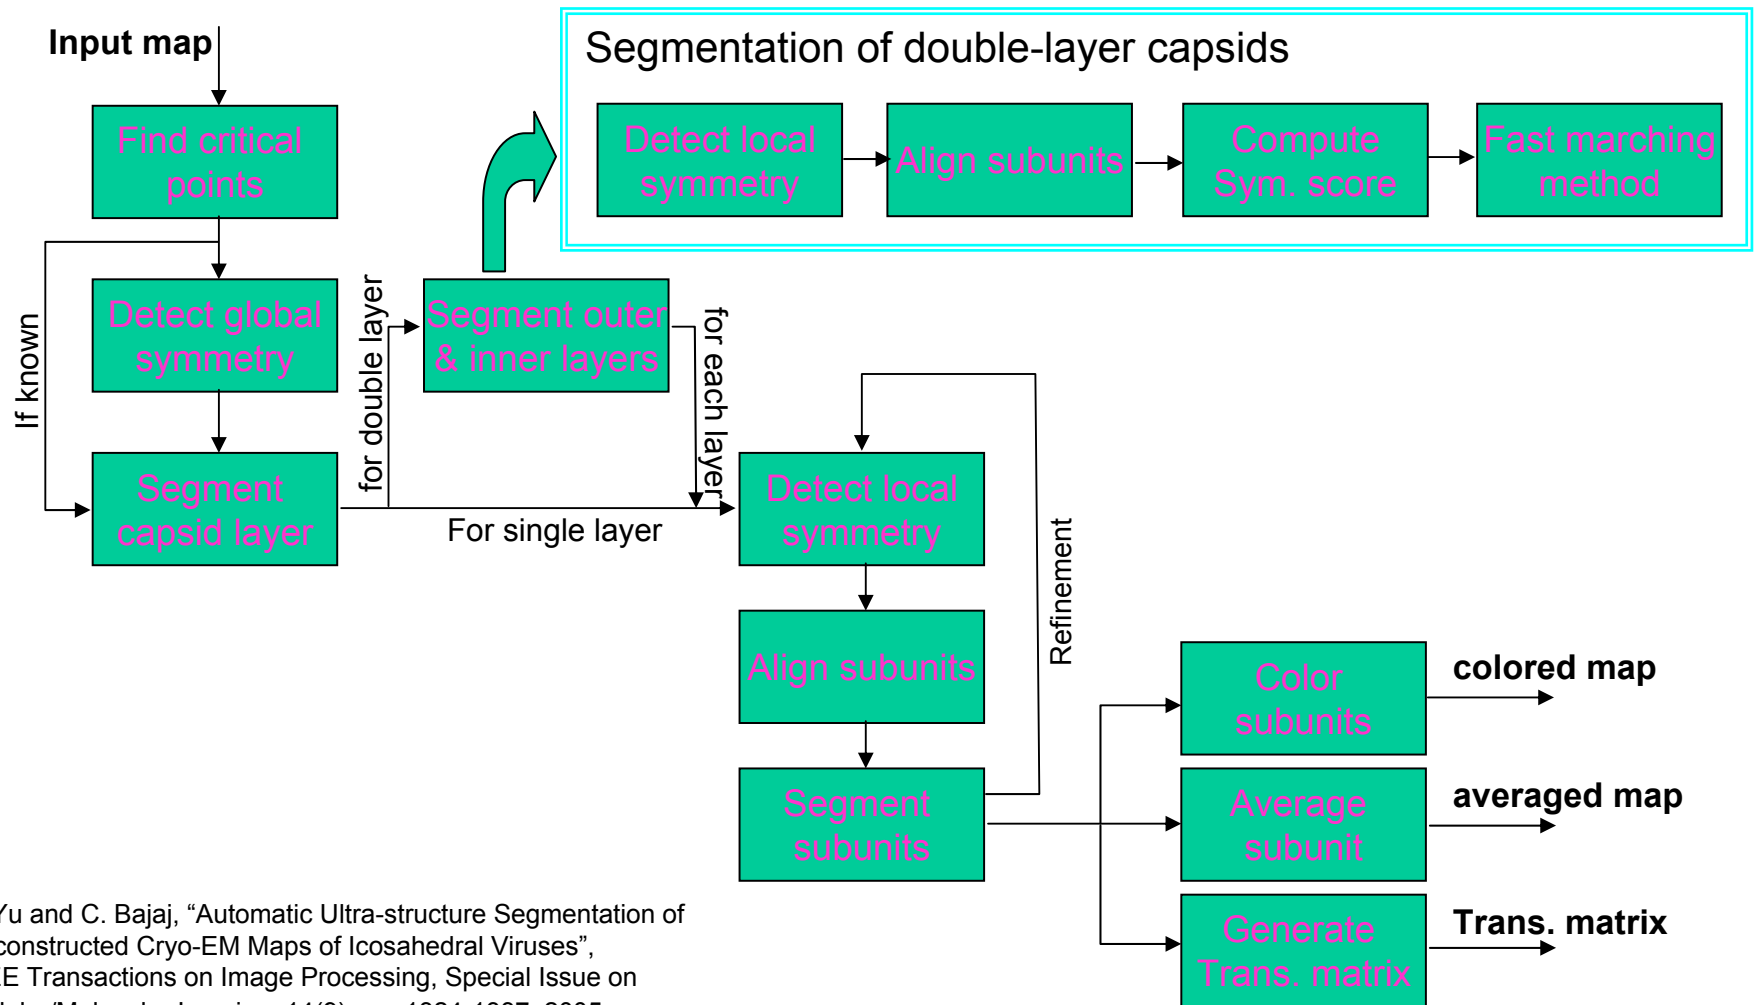 Input map
Segmentation of double-layer capsids
Find critical
points
Detect local
symmetry
Align subunits
Compute
Sym. score
Fast marching
method
If known
Detect global
symmetry
for double layer
Segment outer
& inner layers
for each layer
Segment
capsid layer
For single layer
Detect local
symmetry
Refinement
Align subunits
Segment
subunits
Color
subunits
colored map
Average
subunit
averaged map
Generate
Trans. matrix
Trans. matrix
Yu and C. Bajaj, “Automatic Ultra-structure Segmentation of
constructed Cryo-EM Maps of Icosahedral Viruses”,
Transactions on Image Processing, Special Issue on